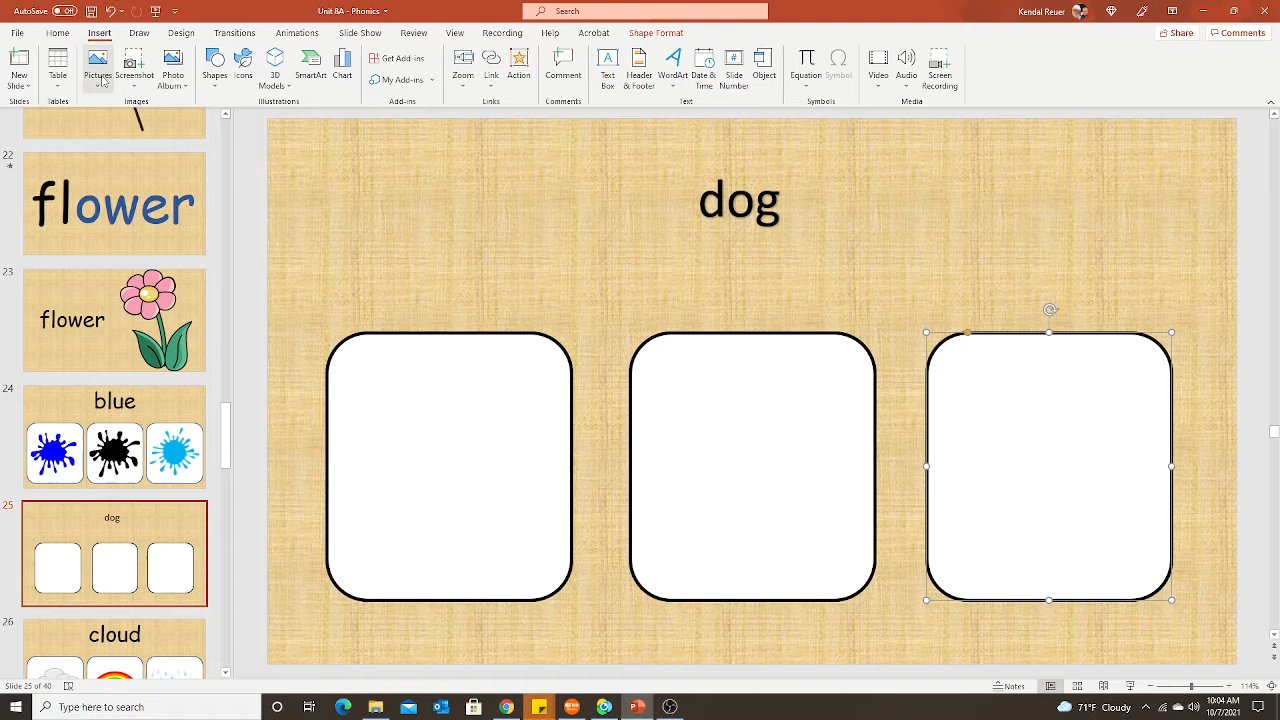 AutoSave Off Unit 8A - Phonics Search Kendal Reuer
File Home Insert Draw Design Transitions Animations Slide Show Review View Recording Help Acrobat Shape Format Share Comments
New Slide Table Pictures Screenshot Photo Album Shapes Icons 3D Models SmartArt Chart Get Add-ins My Add-ins Zoom Link Action Comment Text Box Header & Footer WordArt Date & Time Slide Number Object Equation Symbol Video Audio Screen Recording
Slides Tables Images Illustrations Add-ins Links Comments Text Symbols Media
22
flower
23
flower
24
blue
25
dog
26
cloud
dog
Slide 25 of 40 Notes 114%
Type here to search 77°F Cloudy 10:04 AM
10/7/2021